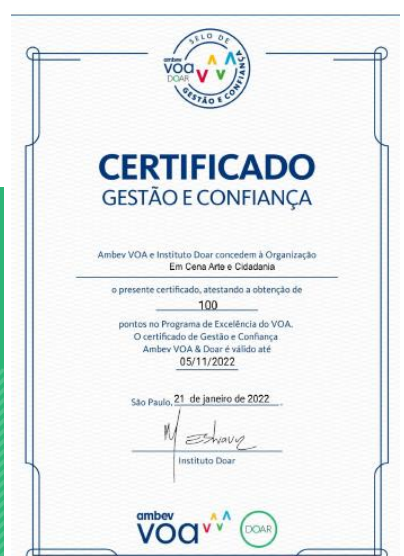 SELO DE
ambev
VOA
DOAR
GESTÃO E CONFIANÇA
CERTIFICADO
GESTÃO E CONFIANÇA
Ambev VOA e Instituto Doar concedem à Organização
Em Cena Arte e Cidadania
o presente certificado, atestando a obtenção de
100
pontos no Programa de Excelência do VOA.
O certificado de Gestão e Confiança
Ambev VOA & Doar é válido até
05/11/2022
São Paulo, 21 de janeiro de 2022.
Instituto Doar
ambev
VOA
DOAR